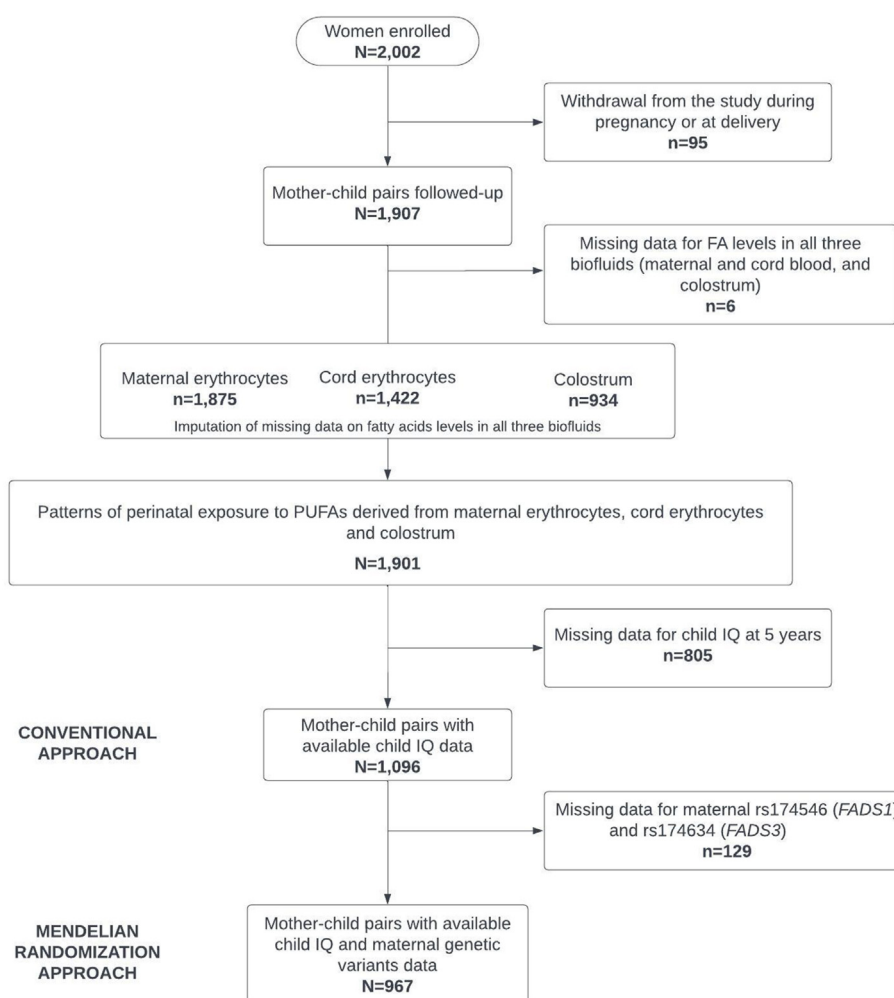 Women enrolled
N=2,002
Withdrawal from the study during
pregnancy or at delivery
n=95
Mother-child pairs followed-up
N=1,907
Missing data for FA levels in all three
biofluids (maternal and cord blood, and
colostrum)
n=6
Maternal erythrocytes
n=1,875
Cord erythrocytes
n=1,422
Colostrum
n=934
Imputation of missing data on fatty acids levels in all three biofluids
Patterns of perinatal exposure to PUFAs derived from maternal erythrocytes, cord erythrocytes
and colostrum
N=1,901
Missing data for child IQ at 5 years
n=805
CONVENTIONAL
APPROACH
Mother-child pairs with
available child IQ data
N=1,096
Missing data for maternal rs174546 (FADS1)
and rs174634 (FADS3)
n=129
MENDELIAN
RANDOMIZATION
APPROACH
Mother-child pairs with available
child IQ and maternal genetic
variants data
N=967